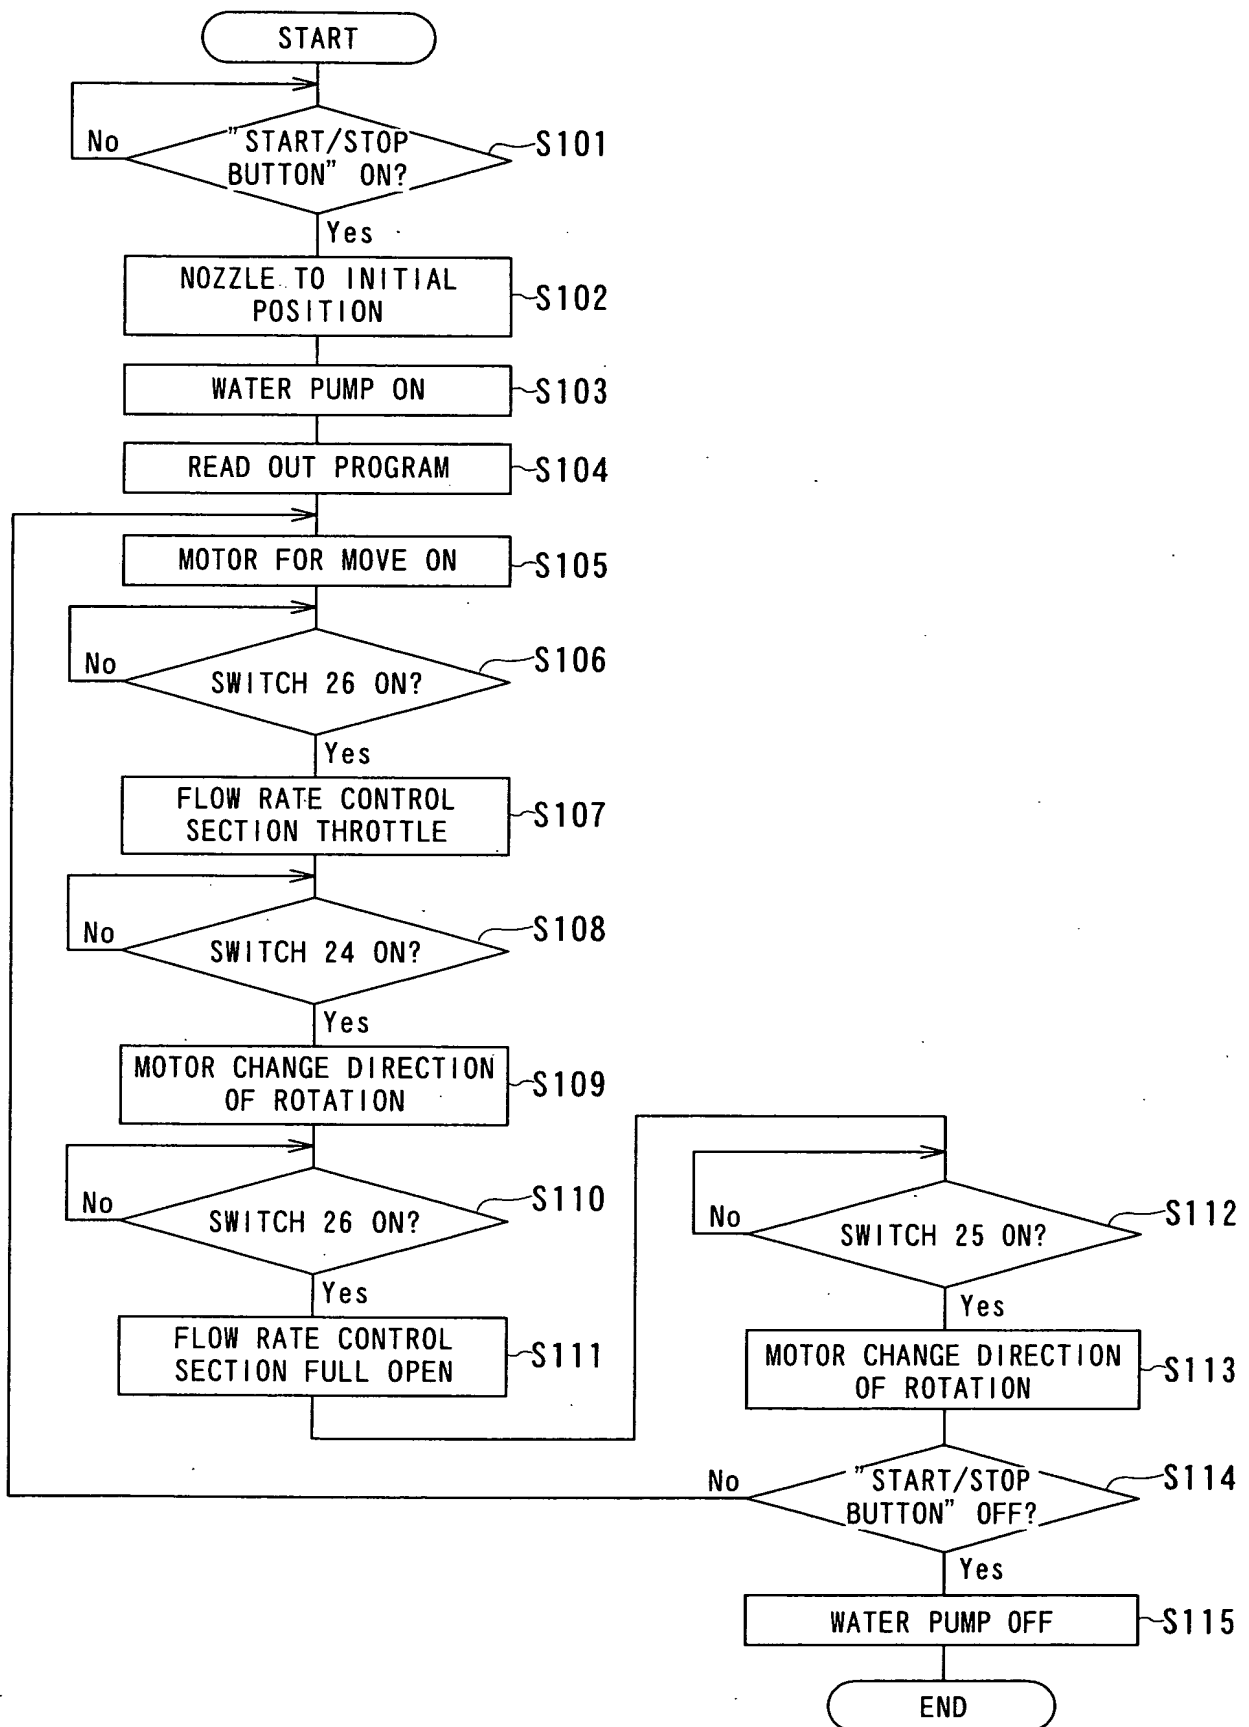 START
No
"START/STOP
BUTTON" ON?
S101
Yes
NOZZLE TO INITIAL
POSITION
S102
WATER PUMP ON
S103
READ OUT PROGRAM
S104
MOTOR FOR MOVE ON
S105
No
SWITCH 26 ON?
S106
Yes
FLOW RATE CONTROL
SECTION THROTTLE
S107
No
SWITCH 24 ON?
S108
Yes
MOTOR CHANGE DIRECTION
OF ROTATION
S109
No
SWITCH 26 ON?
S110
Yes
FLOW RATE CONTROL
SECTION FULL OPEN
S111
No
SWITCH 25 ON?
S112
Yes
MOTOR CHANGE DIRECTION
OF ROTATION
S113
No
"START/STOP
BUTTON" OFF?
S114
Yes
WATER PUMP OFF
S115
END